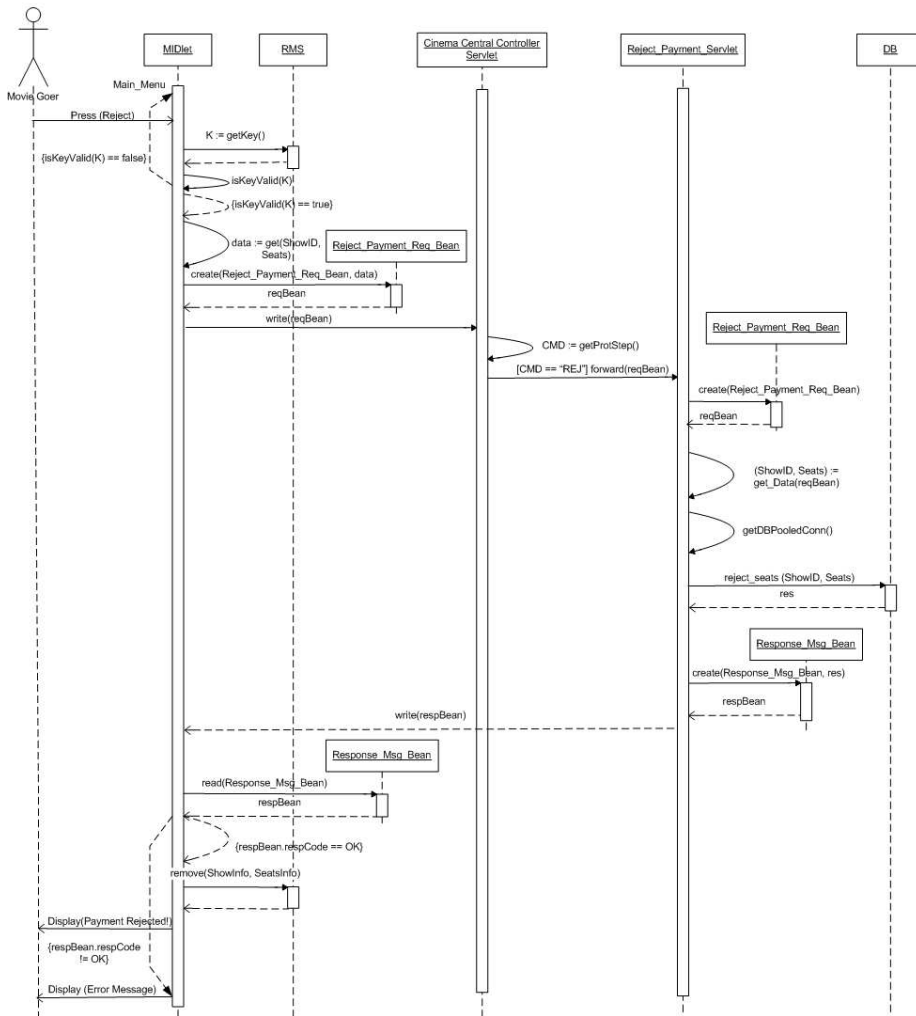 Movie Goer
MIDlet
RMS
Cinema Central Controller
Servlet
Reject_Payment_Servlet
DB
Main_Menu
Press (Reject)
K := getKey()
{isKeyValid(K) == false}
isKeyValid(K)
{isKeyValid(K) == true}
data := get(ShowID,
Seats)
Reject_Payment_Req_Bean
create(Reject_Payment_Req_Bean, data)
reqBean
write(reqBean)
CMD := getProtStep()
[CMD == "REJ"] forward(reqBean)
Reject_Payment_Req_Bean
create(Reject_Payment_Req_Bean)
reqBean
(ShowID, Seats) :=
get_Data(reqBean)
getDBPooledConn()
reject_seats (ShowID, Seats)
res
Response_Msg_Bean
create(Response_Msg_Bean, res)
respBean
write(respBean)
Response_Msg_Bean
read(Response_Msg_Bean)
respBean
{respBean.respCode == OK}
remove(ShowInfo, SeatsInfo)
Display(Payment Rejected!)
{respBean.respCode
!= OK}
Display (Error Message)